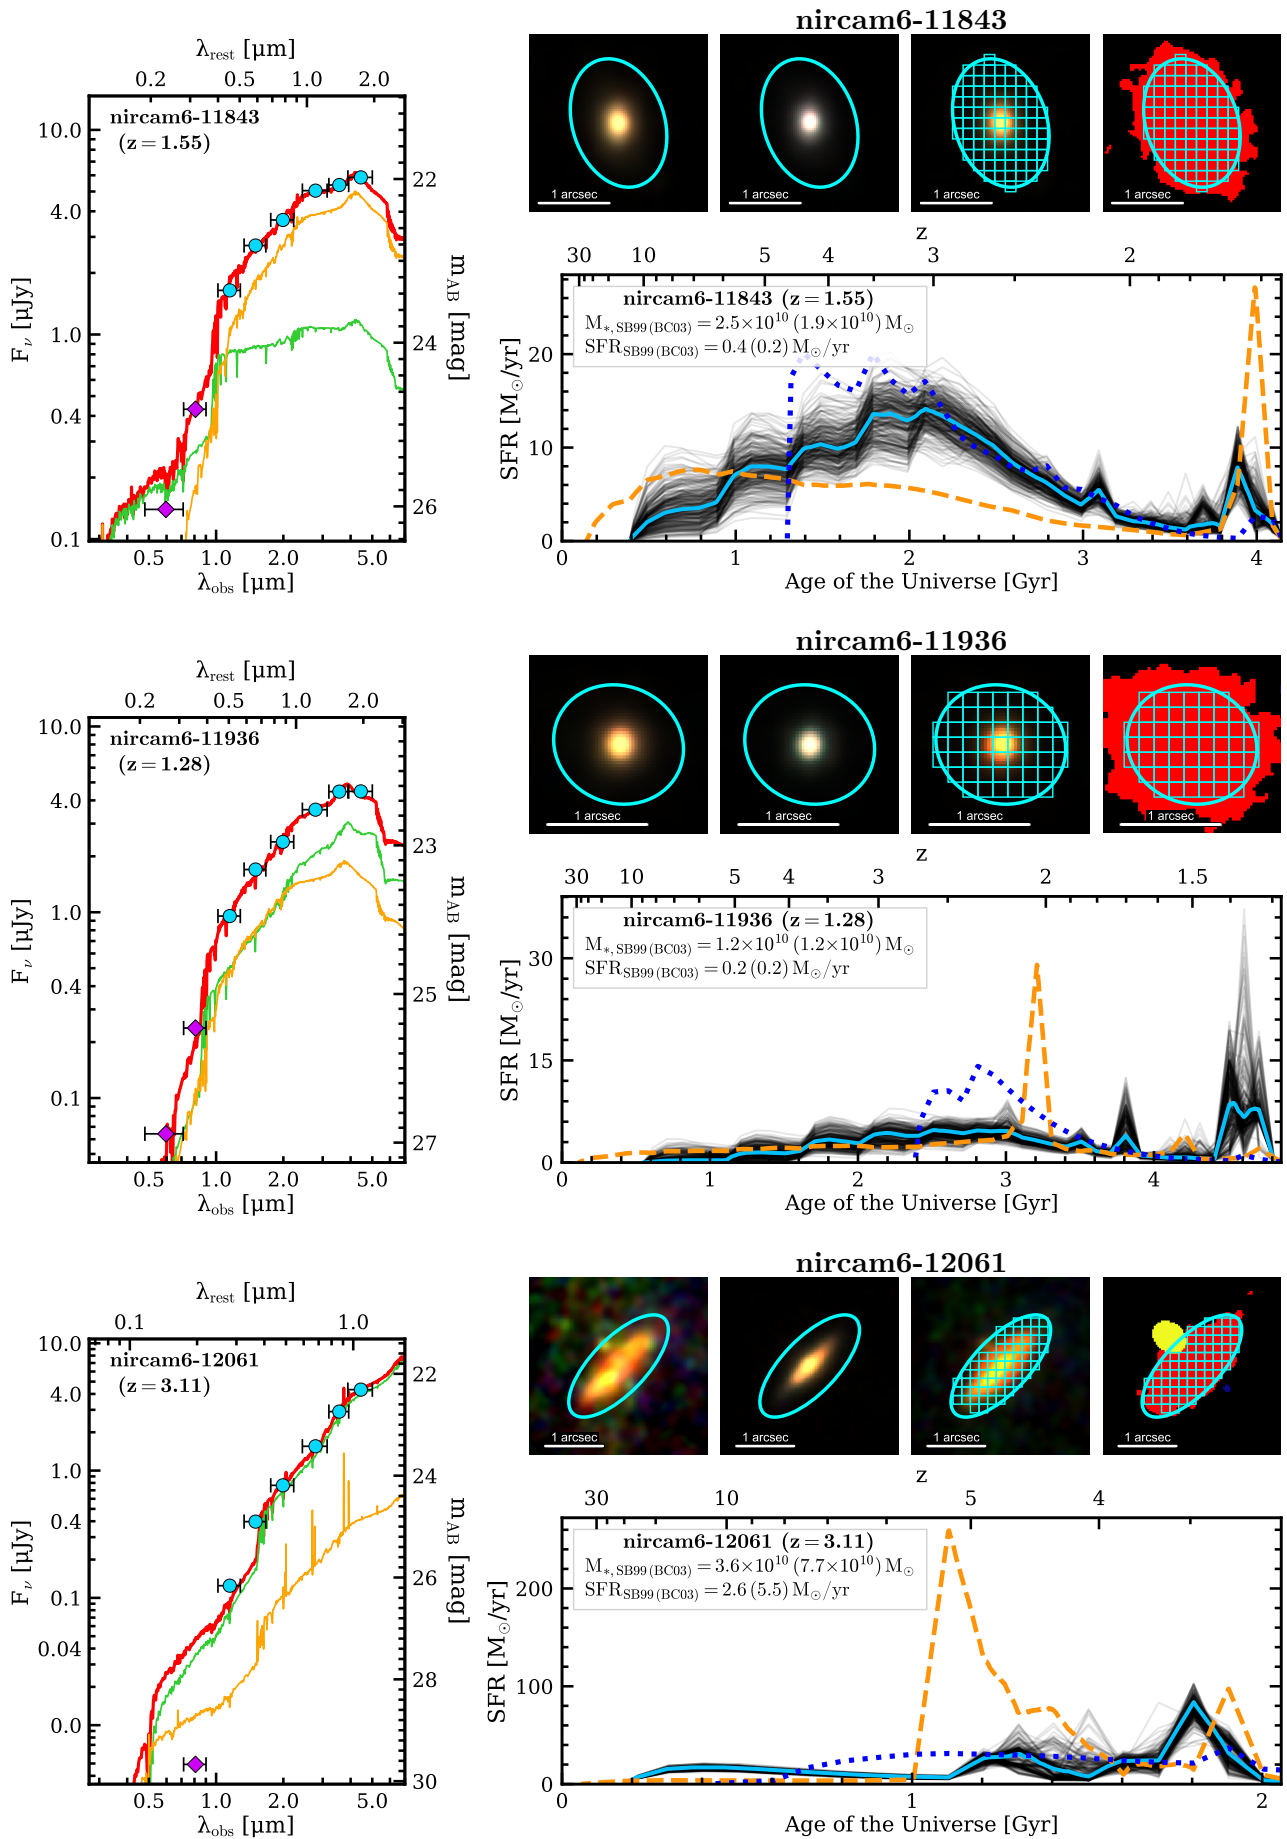 nircam6-11843
λrest [μm]
0.2 0.5 1.0 2.0
nircam6-11843
(z = 1.55)
10.0
4.0
1.0
0.4
0.1
Fν [μJy]
22
24
26
mAB [mag]
0.5 1.0 2.0 5.0
λobs [μm]
1 arcsec
1 arcsec
1 arcsec
1 arcsec
z
30 10 5 4 3 2
nircam6-11843 (z = 1.55)
M*,SB99(BC03) = 2.5×10^10 (1.9×10^10) M⊙
SFRSB99(BC03) = 0.4 (0.2) M⊙/yr
SFR [M⊙/yr]
20
10
0
0 1 2 3 4
Age of the Universe [Gyr]
nircam6-11936
λrest [μm]
0.2 0.5 1.0 2.0
nircam6-11936
(z = 1.28)
10.0
4.0
1.0
0.4
0.1
Fν [μJy]
23
25
27
mAB [mag]
0.5 1.0 2.0 5.0
λobs [μm]
1 arcsec
1 arcsec
1 arcsec
1 arcsec
z
30 10 5 4 3 2 1.5
nircam6-11936 (z = 1.28)
M*,SB99(BC03) = 1.2×10^10 (1.2×10^10) M⊙
SFRSB99(BC03) = 0.2 (0.2) M⊙/yr
SFR [M⊙/yr]
30
15
0
0 1 2 3 4
Age of the Universe [Gyr]
nircam6-12061
λrest [μm]
0.1 1.0
nircam6-12061
(z = 3.11)
10.0
4.0
1.0
0.4
0.1
0.04
0.0
Fν [μJy]
22
24
26
28
30
mAB [mag]
0.5 1.0 2.0 5.0
λobs [μm]
1 arcsec
1 arcsec
1 arcsec
1 arcsec
z
30 10 5 4
nircam6-12061 (z = 3.11)
M*,SB99(BC03) = 3.6×10^10 (7.7×10^10) M⊙
SFRSB99(BC03) = 2.6 (5.5) M⊙/yr
SFR [M⊙/yr]
200
100
0
0 1 2
Age of the Universe [Gyr]